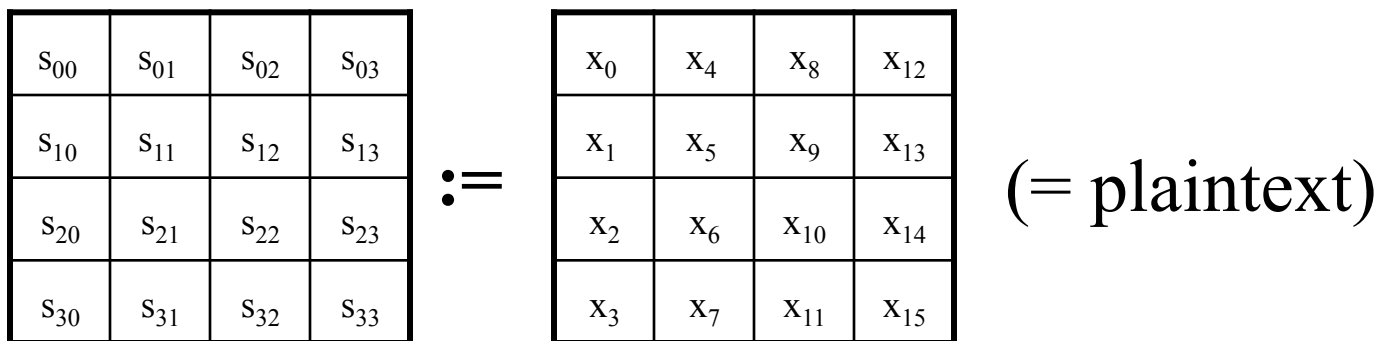 s₀₀ s₀₁ s₀₂ s₀₃ x₀ x₄ x₈ x₁₂
s₁₀ s₁₁ s₁₂ s₁₃ x₁ x₅ x₉ x₁₃
:= (= plaintext)
s₂₀ s₂₁ s₂₂ s₂₃ x₂ x₆ x₁₀ x₁₄
s₃₀ s₃₁ s₃₂ s₃₃ x₃ x₇ x₁₁ x₁₅